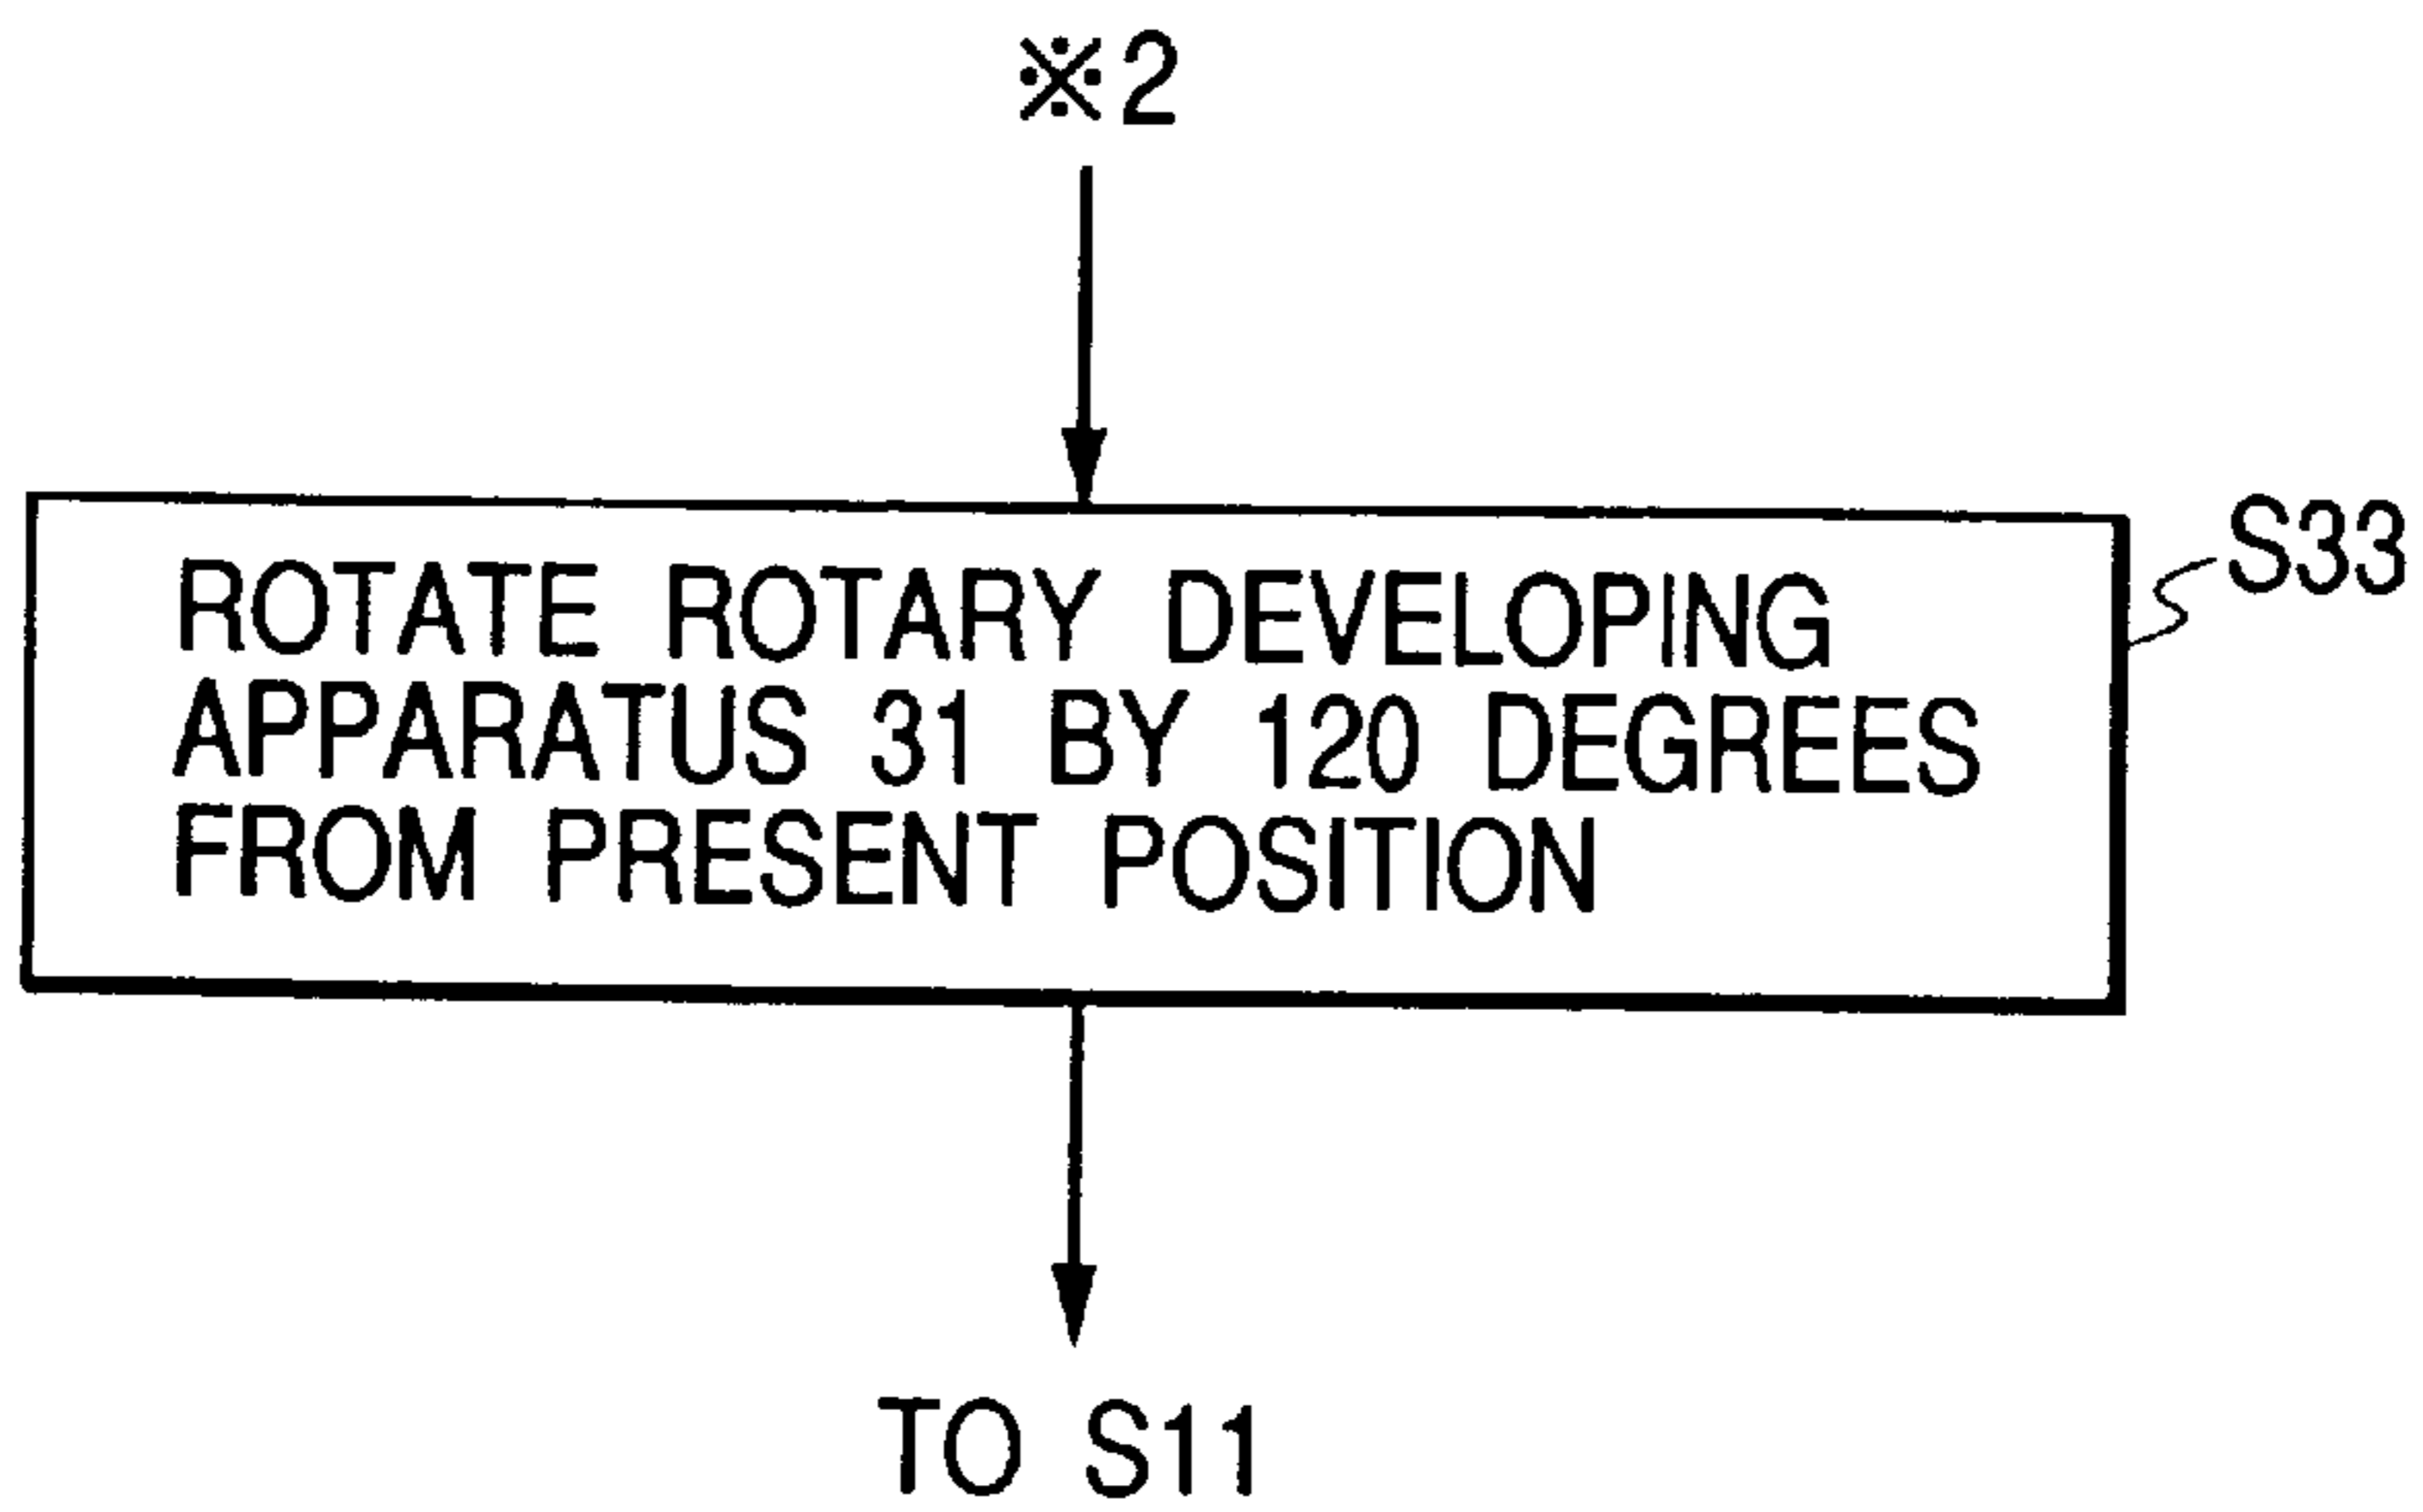 ※2
ROTATE ROTARY DEVELOPING
APPARATUS 31 BY 120 DEGREES
FROM PRESENT POSITION
S33
TO S11